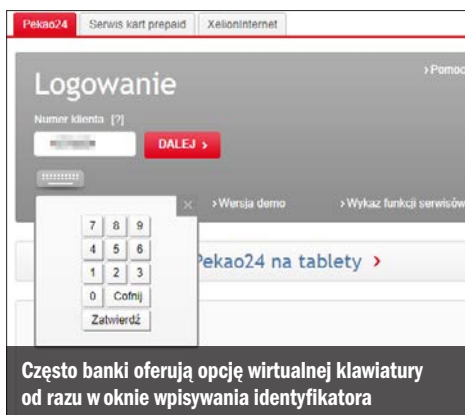 Pekao24 Serwis kart prepaid XelionInternet
› Pomoc
Logowanie
Numer klienta [?]
DALEJ ›
› Wersja demo › Wykaz funkcji serwisów
7 8 9
4 5 6
1 2 3
0 Cofnij
Zatwierdź
Pekao24 na tablety ›
Często banki oferują opcję wirtualnej klawiatury
od razu w oknie wpisywania identyfikatora